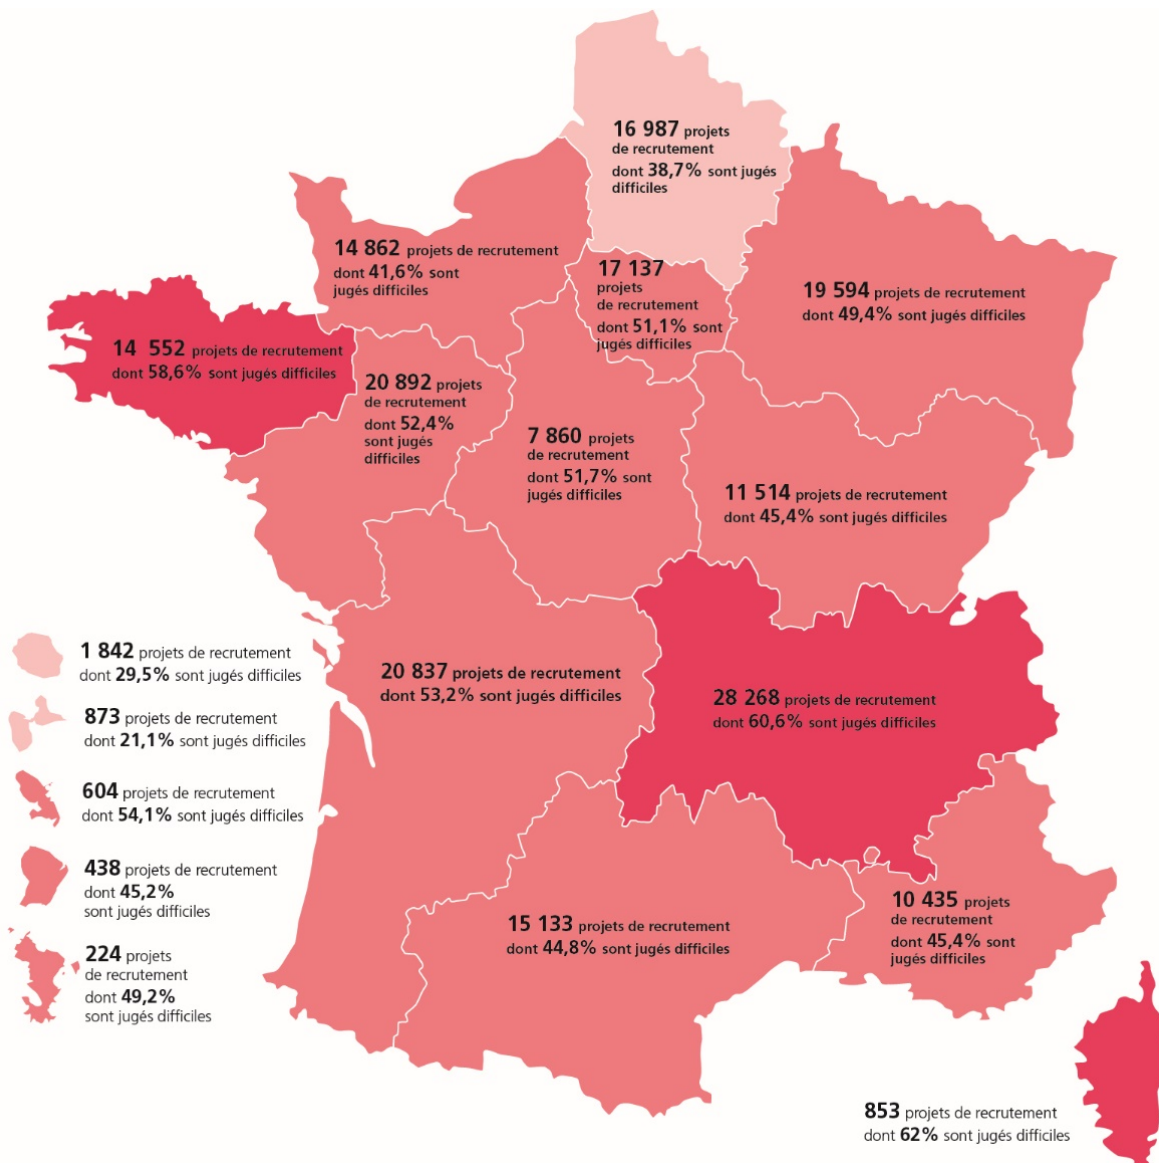 16 987 projets
de recrutement
dont 38,7% sont jugés
difficiles
14 862 projets de recrutement
dont 41,6% sont
jugés difficiles
17 137
projets
de recrutement
dont 51,1% sont
jugés difficiles
19 594 projets de recrutement
dont 49,4% sont jugés difficiles
14 552 projets de recrutement
dont 58,6% sont jugés difficiles
20 892 projets
de recrutement
dont 52,4%
sont jugés
difficiles
7 860 projets
de recrutement
dont 51,7% sont
jugés difficiles
11 514 projets de recrutement
dont 45,4% sont jugés difficiles
1 842 projets de recrutement
dont 29,5% sont jugés difficiles
873 projets de recrutement
dont 21,1% sont jugés difficiles
604 projets de recrutement
dont 54,1% sont jugés difficiles
438 projets de recrutement
dont 45,2%
sont jugés difficiles
224 projets
de recrutement
dont 49,2%
sont jugés difficiles
20 837 projets de recrutement
dont 53,2% sont jugés difficiles
28 268 projets de recrutement
dont 60,6% sont jugés difficiles
15 133 projets de recrutement
dont 44,8% sont jugés difficiles
10 435 projets
de recrutement
dont 45,4% sont
jugés difficiles
853 projets de recrutement
dont 62% sont jugés difficiles